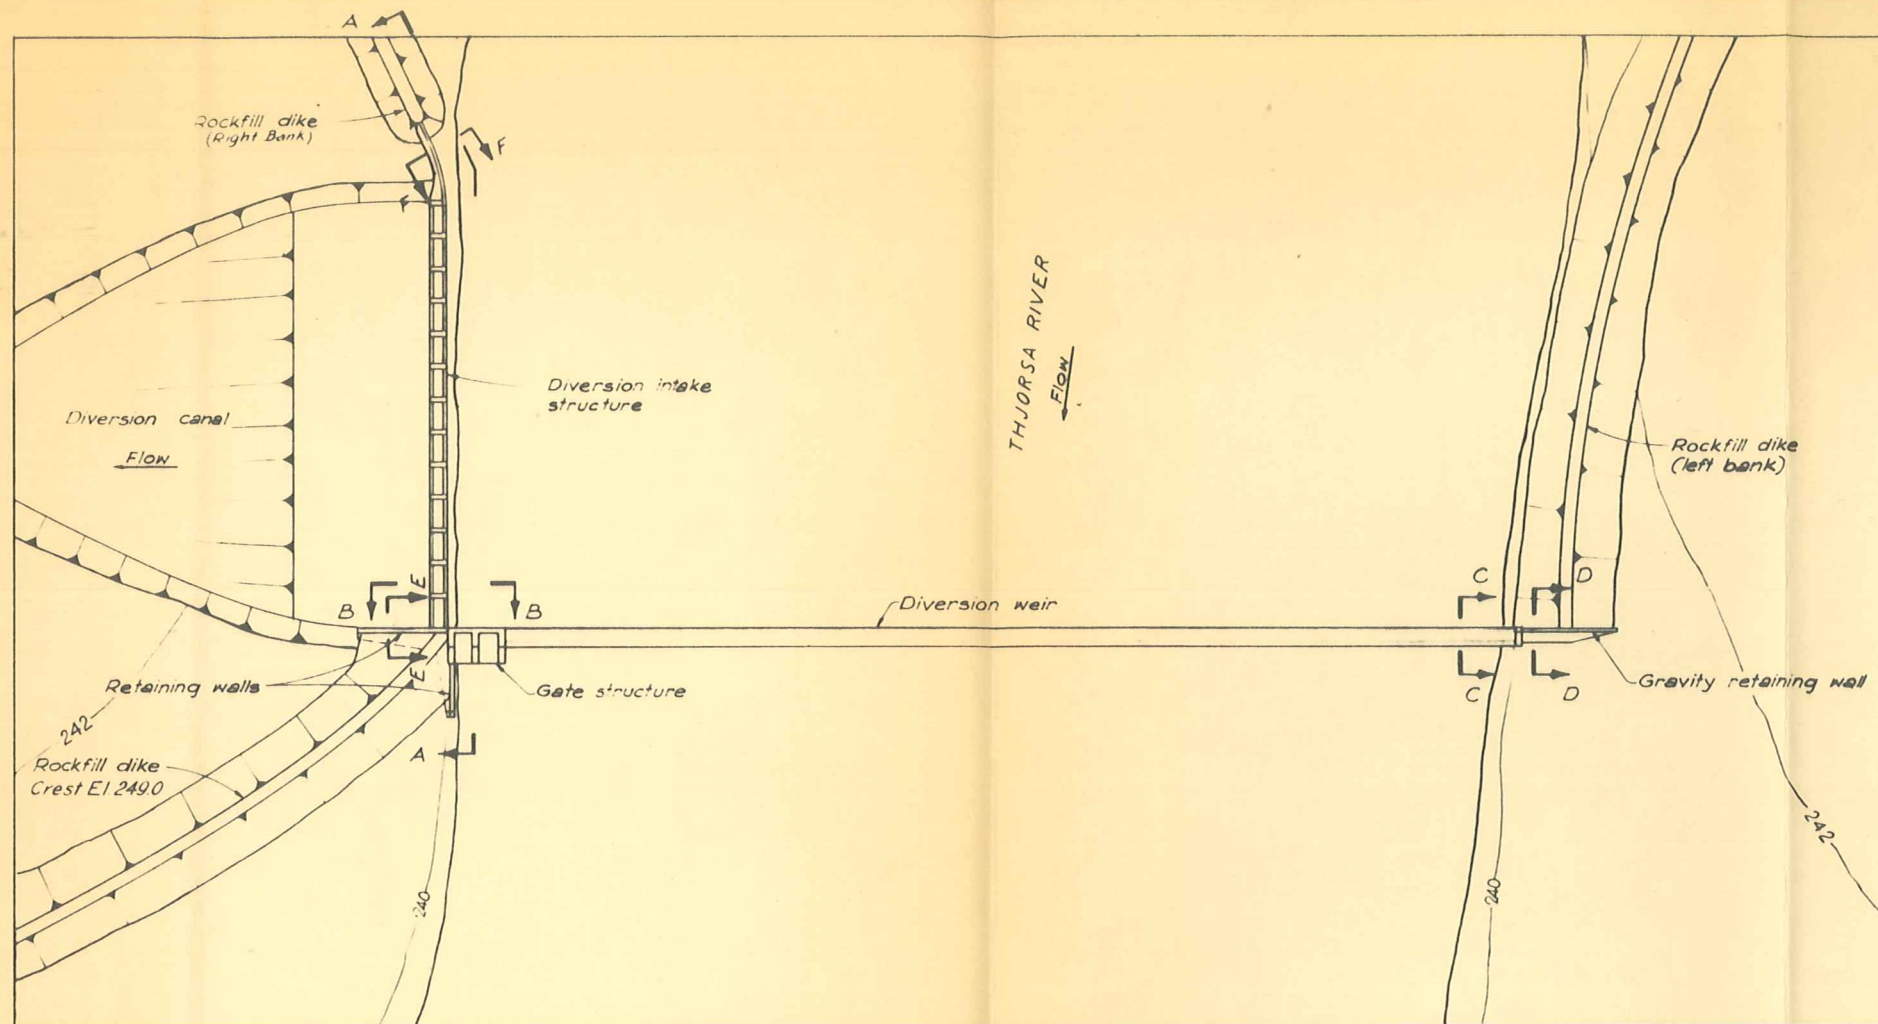 A
Rockfill dike
(Right Bank)
F
F
THJORSA RIVER
Flow
Diversion intake
structure
Diversion canal
Flow
Rockfill dike
(left bank)
B
E
B
Diversion weir
C
D
Retaining walls
E
Gate structure
C
D
Gravity retaining wall
242
A
Rockfill dike
Crest El. 249.0
242
240
240